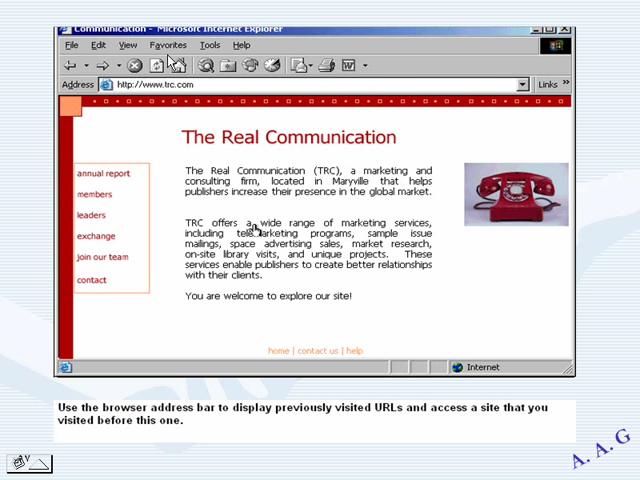 Communication - Microsoft Internet Explorer
File Edit View Favorites Tools Help
Address http://www.trc.com Links »
The Real Communication
annual report
members
leaders
exchange
join our team
contact
The Real Communication (TRC), a marketing and
consulting firm, located in Maryville that helps
publishers increase their presence in the global market.
TRC offers a wide range of marketing services,
including telemarketing programs, sample issue
mailings, space advertising sales, market research,
on-site library visits, and unique projects. These
services enable publishers to create better relationships
with their clients.
You are welcome to explore our site!
home | contact us | help
Internet
Use the browser address bar to display previously visited URLs and access a site that you
visited before this one.
A. A. G